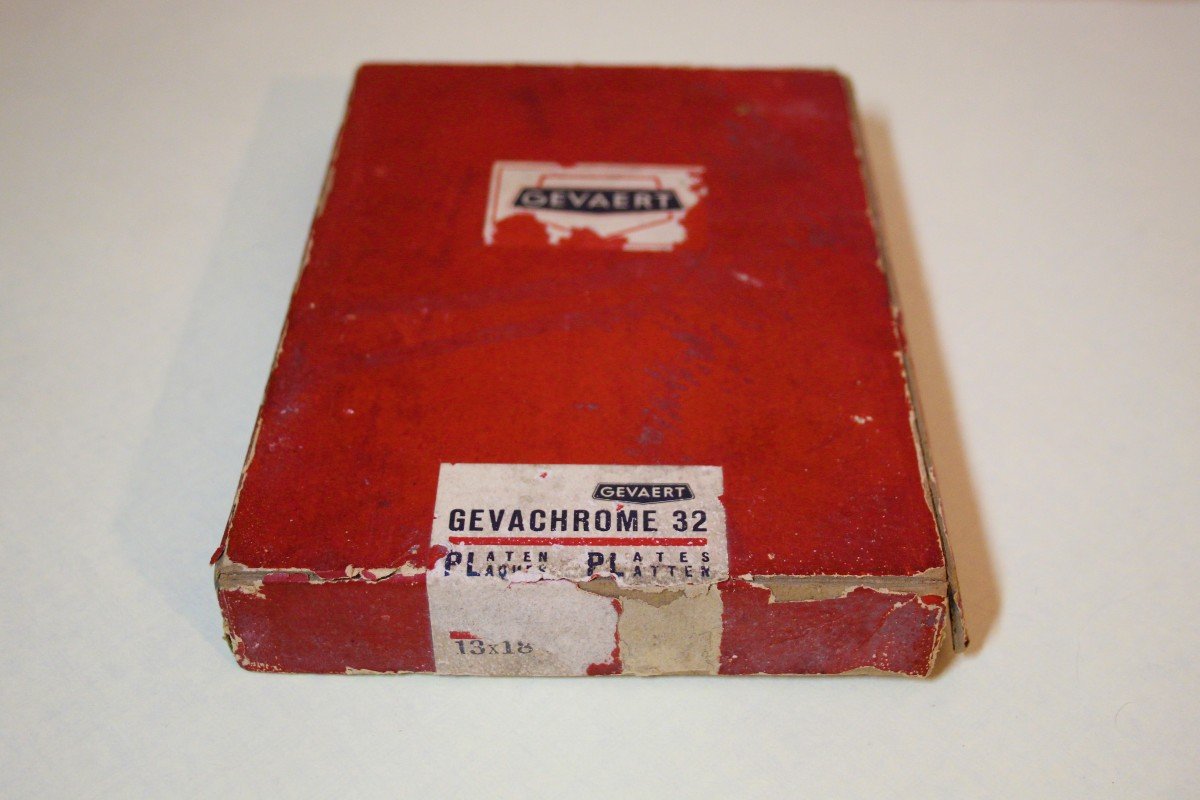 GEVAERT
GEVAERT
GEVACHROME 32
PLATEN PLATES
PLAQUES PLATTEN
13x18